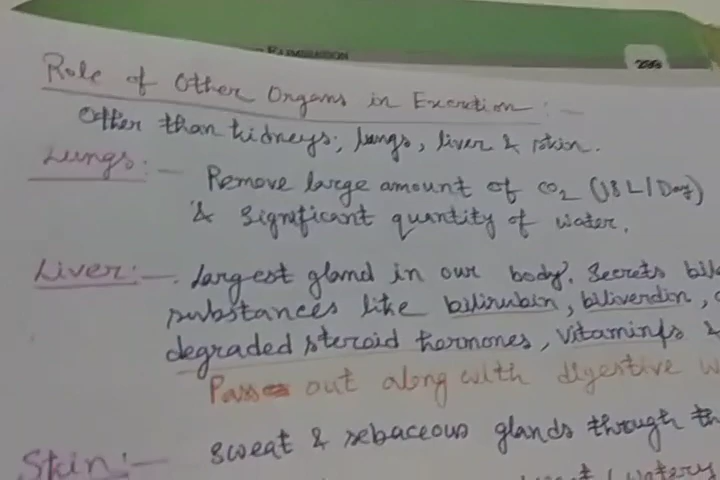 299
Role of Other Organs in Excretion :-
Other than kidneys; lungs, liver & skin.
Lungs :- Remove large amount of CO2 (18 L/Day)
& significant quantity of water.
Liver :- Largest gland in our body. Secrets
substances like bilirubin, biliverdin,
degraded steroid hormones, vitamins &
Pass out along with digestive
Skin :- Sweat & sebaceous glands through